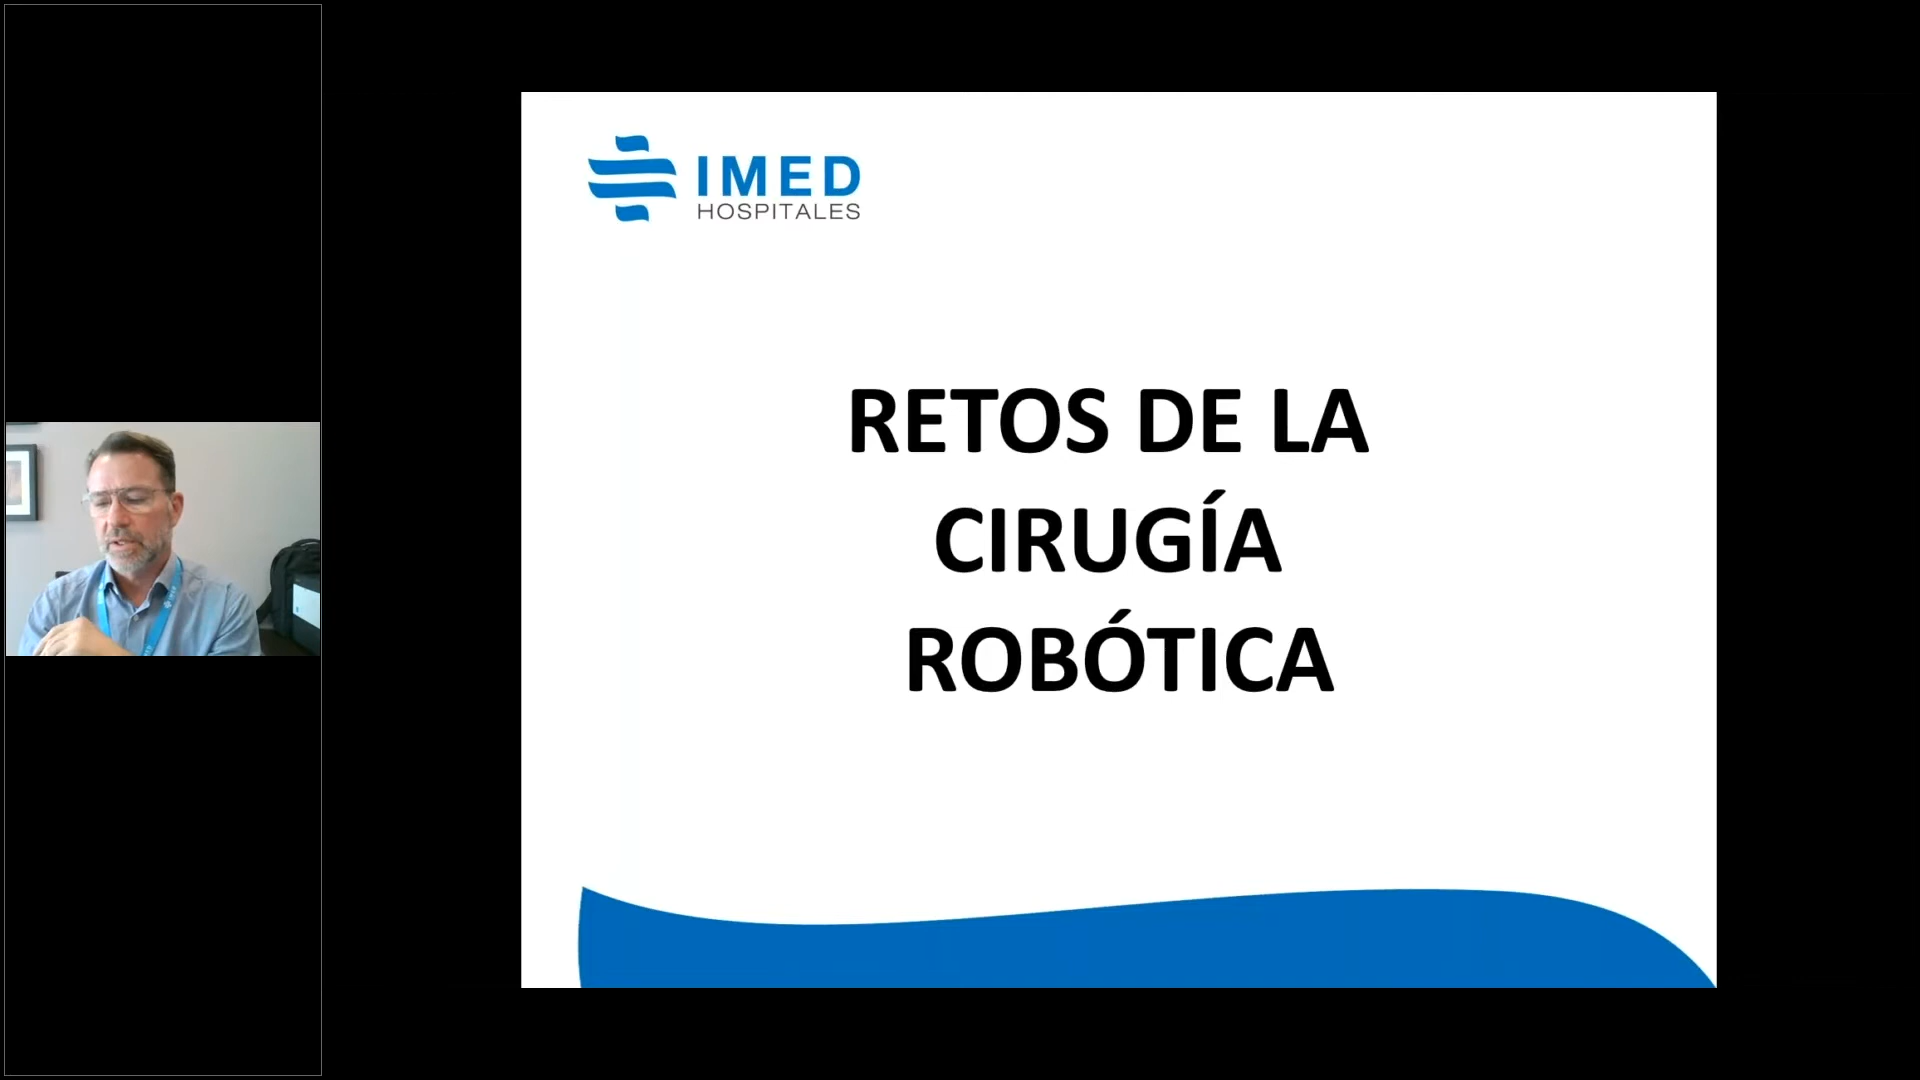 IMED
HOSPITALES
RETOS DE LA
CIRUGÍA
ROBÓTICA